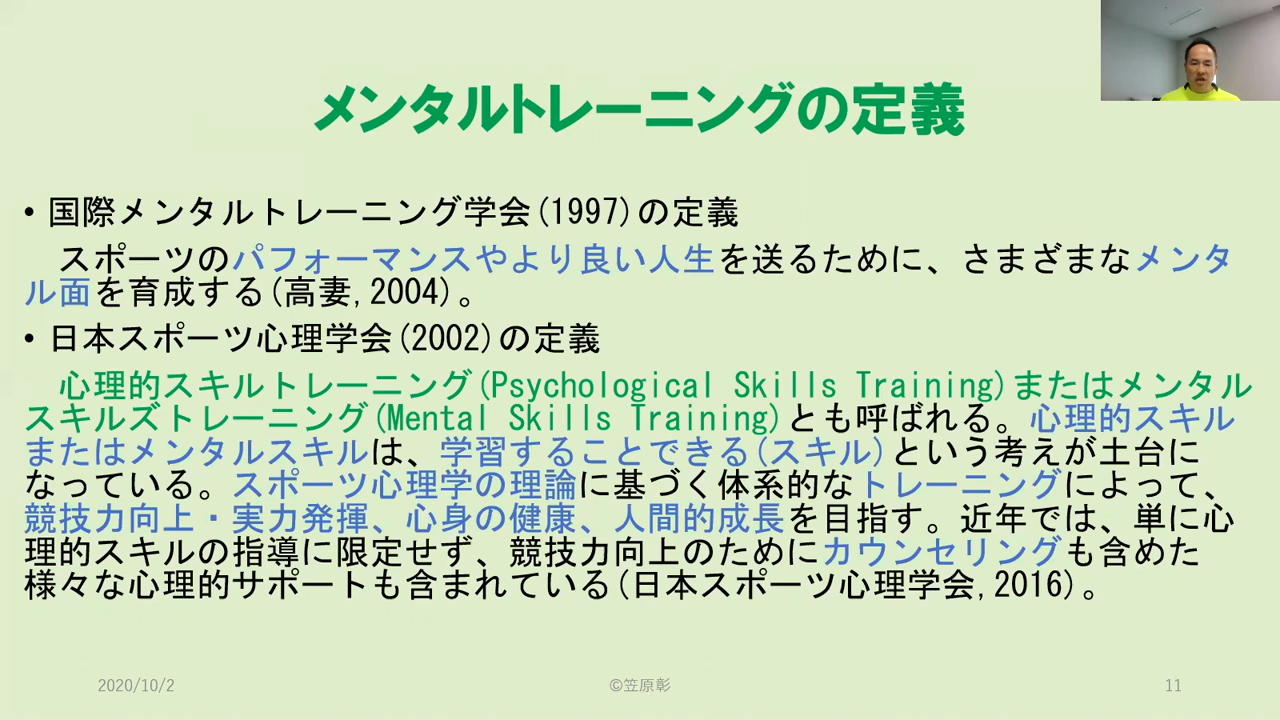 メンタルトレーニングの定義
• 国際メンタルトレーニング学会(1997)の定義
スポーツのパフォーマンスやより良い人生を送るために、さまざまなメンタ
ル面を育成する(高妻,2004)。
• 日本スポーツ心理学会(2002)の定義
心理的スキルトレーニング(Psychological Skills Training)またはメンタル
スキルズトレーニング(Mental Skills Training)とも呼ばれる。心理的スキル
またはメンタルスキルは、学習することできる(スキル)という考えが土台に
なっている。スポーツ心理学の理論に基づく体系的なトレーニングによって、
競技力向上・実力発揮、心身の健康、人間的成長を目指す。近年では、単に心
理的スキルの指導に限定せず、競技力向上のためにカウンセリングも含めた
様々な心理的サポートも含まれている(日本スポーツ心理学会,2016)。
2020/10/2
©笠原彰
11